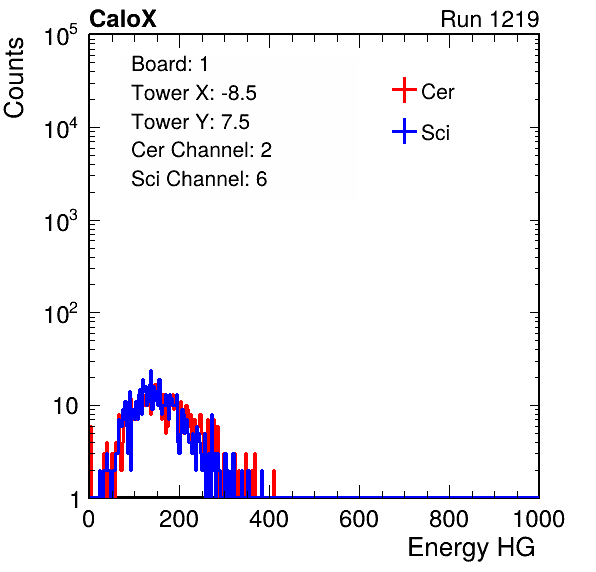 CaloX Run 1219
Counts
Board: 1
Tower X: -8.5
Tower Y: 7.5
Cer Channel: 2
Sci Channel: 6
Cer
Sci
10^5
10^4
10^3
10^2
10
1
0 200 400 600 800 1000
Energy HG